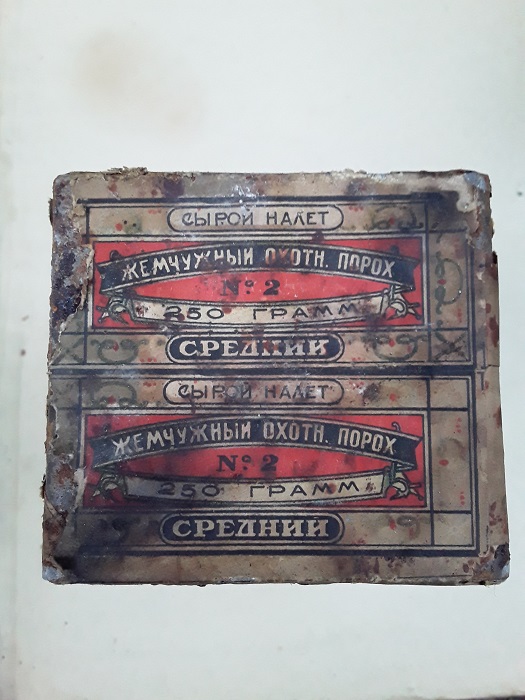 СЫРОЙ НАЛЕТ
ЖЕМЧУЖНЫЙ ОХОТН. ПОРОХ
№ 2
250 ГРАММ.
СРЕДНИЙ
СЫРОЙ НАЛЕТ
ЖЕМЧУЖНЫЙ ОХОТН. ПОРОХ
№ 2
250 ГРАММ.
СРЕДНИЙ